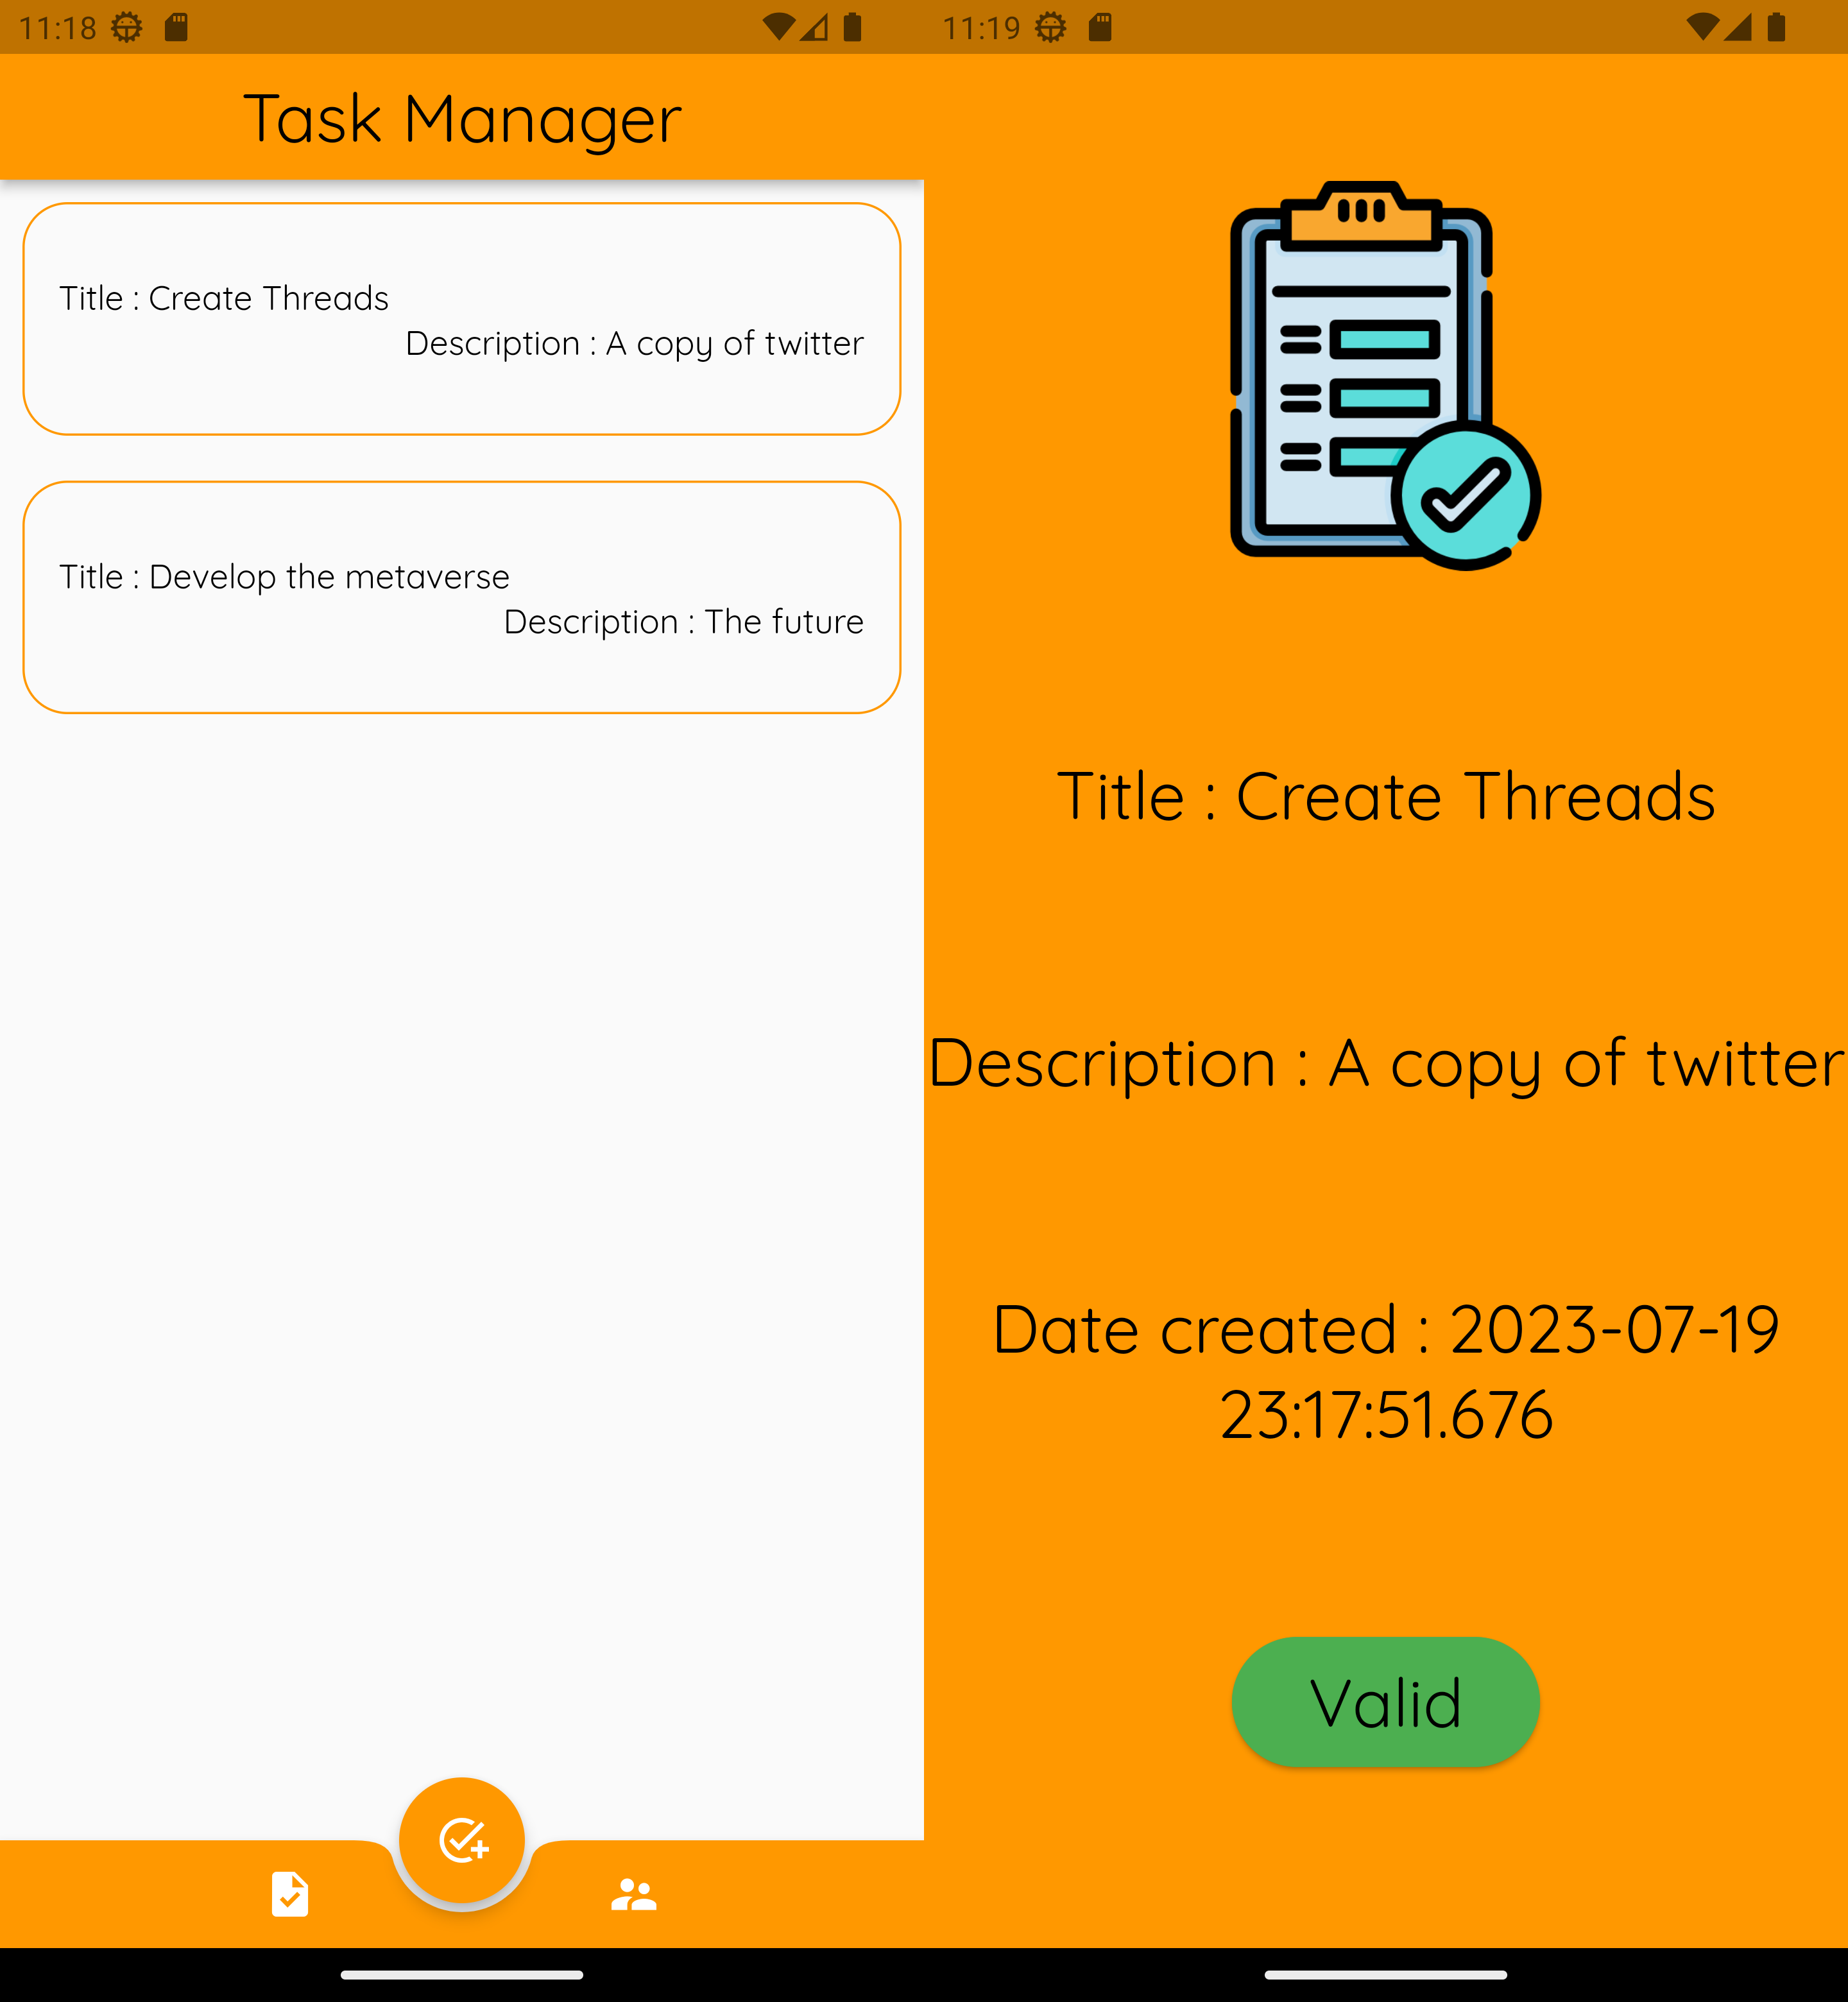 11:18
Task Manager
Title : Create Threads
Description : A copy of twitter
Title : Develop the metaverse
Description : The future
11:19
Title : Create Threads
Description : A copy of twitter
Date created : 2023-07-19
23:17:51.676
Valid